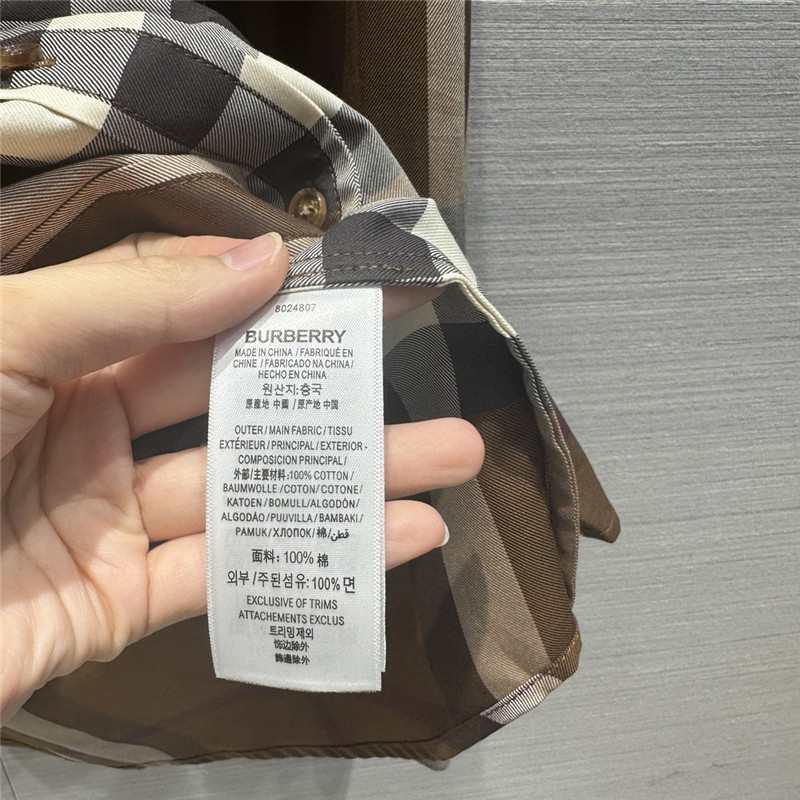 8024807
BURBERRY
MADE IN CHINA / FABRIQUÉ EN
CHINE / FABRICADO NA CHINA/
HECHO EN CHINA
원산지:중국
原産地 中國 / 原产地 中国
OUTER / MAIN FABRIC / TISSU
EXTÉRIEUR / PRINCIPAL / EXTERIOR-
COMPOSICION PRINCIPAL /
外部/主要材料:100% COTTON /
BAUMWOLLE / COTON / COTONE /
KATOEN / BOMULL / ALGODÓN /
ALGODÃO / PUUVILLA / BAMBAKI /
PAMUK / ХЛОПОК / 棉/ قطن
面料: 100% 棉
외부 / 주된섬유: 100% 면
EXCLUSIVE OF TRIMS
ATTACHEMENTS EXCLUS
트리밍제외
饰边除外
飾邊除外